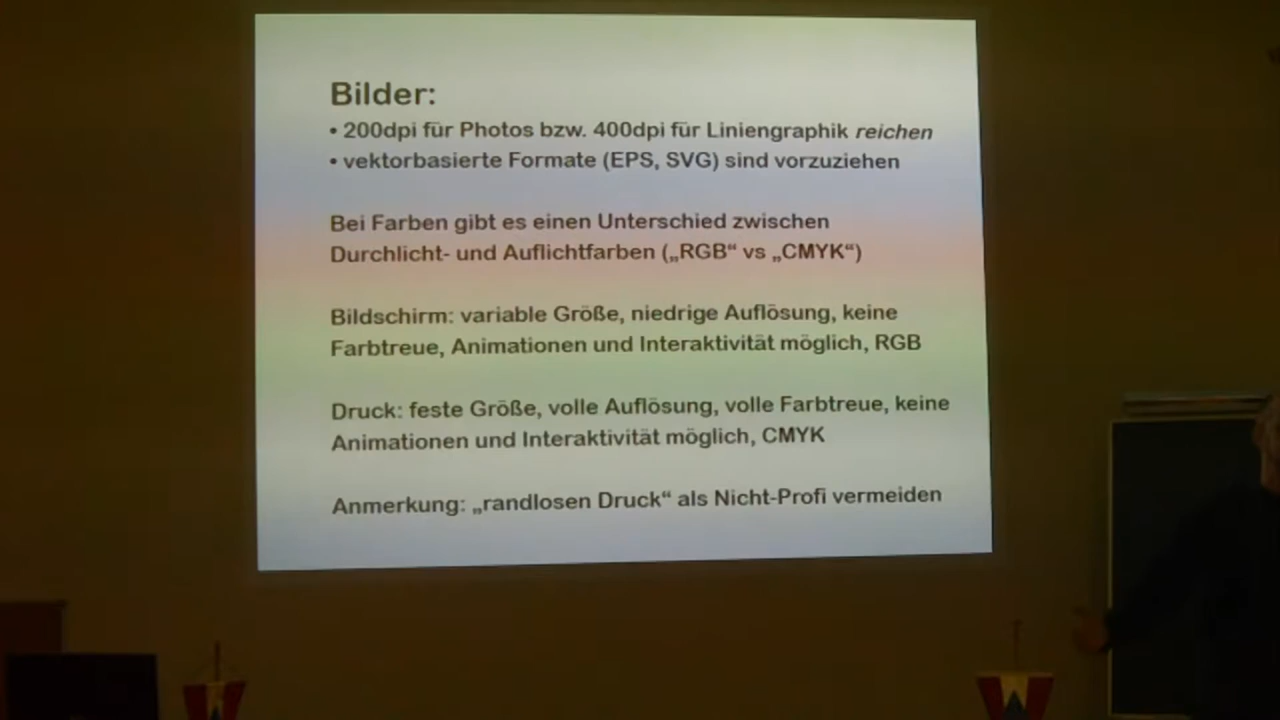 Bilder:
• 200dpi für Photos bzw. 400dpi für Liniengraphik reichen
• vektorbasierte Formate (EPS, SVG) sind vorzuziehen
Bei Farben gibt es einen Unterschied zwischen
Durchlicht- und Auflichtfarben („RGB“ vs „CMYK“)
Bildschirm: variable Größe, niedrige Auflösung, keine
Farbtreue, Animationen und Interaktivität möglich, RGB
Druck: feste Größe, volle Auflösung, volle Farbtreue, keine
Animationen und Interaktivität möglich, CMYK
Anmerkung: „randlosen Druck“ als Nicht-Profi vermeiden